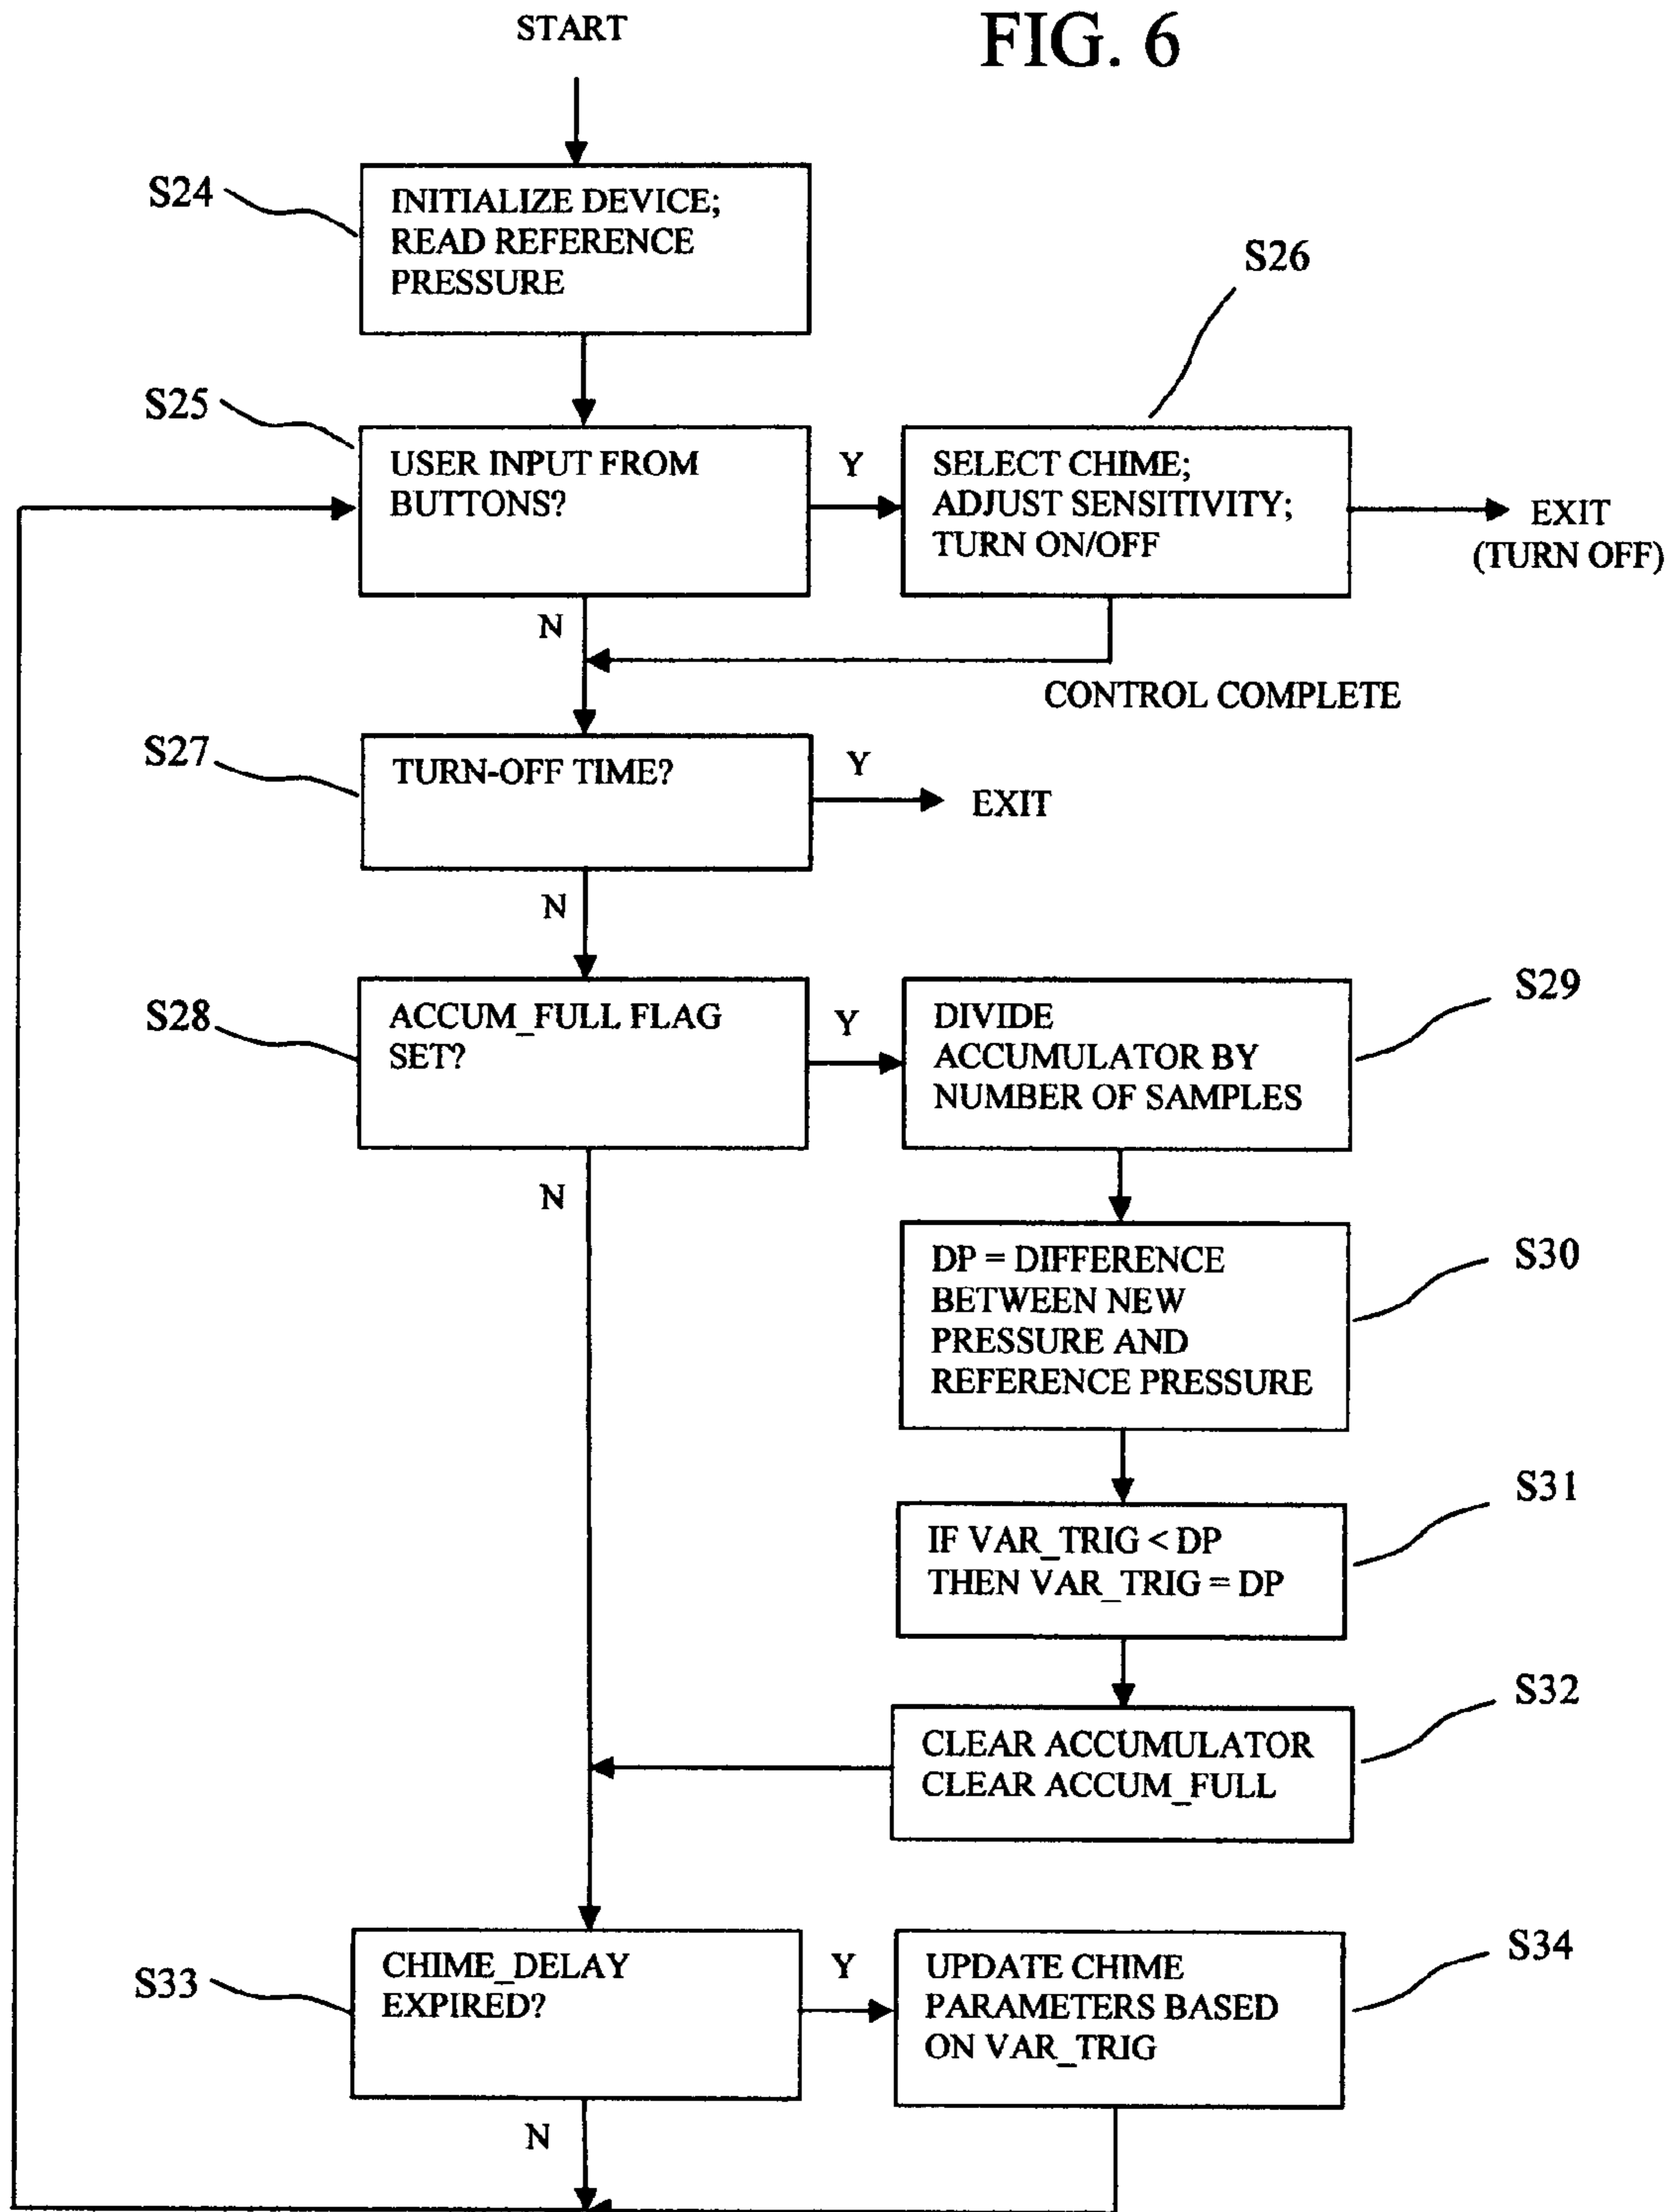 START
FIG. 6
S24
INITIALIZE DEVICE;
READ REFERENCE
PRESSURE
S26
S25
USER INPUT FROM
BUTTONS?
Y
SELECT CHIME;
ADJUST SENSITIVITY;
TURN ON/OFF
EXIT
(TURN OFF)
N
CONTROL COMPLETE
S27
TURN-OFF TIME?
Y
EXIT
N
S28
ACCUM_FULL FLAG
SET?
Y
DIVIDE
ACCUMULATOR BY
NUMBER OF SAMPLES
S29
N
DP = DIFFERENCE
BETWEEN NEW
PRESSURE AND
REFERENCE PRESSURE
S30
IF VAR_TRIG < DP
THEN VAR_TRIG = DP
S31
CLEAR ACCUMULATOR
CLEAR ACCUM_FULL
S32
S33
CHIME_DELAY
EXPIRED?
Y
UPDATE CHIME
PARAMETERS BASED
ON VAR_TRIG
S34
N